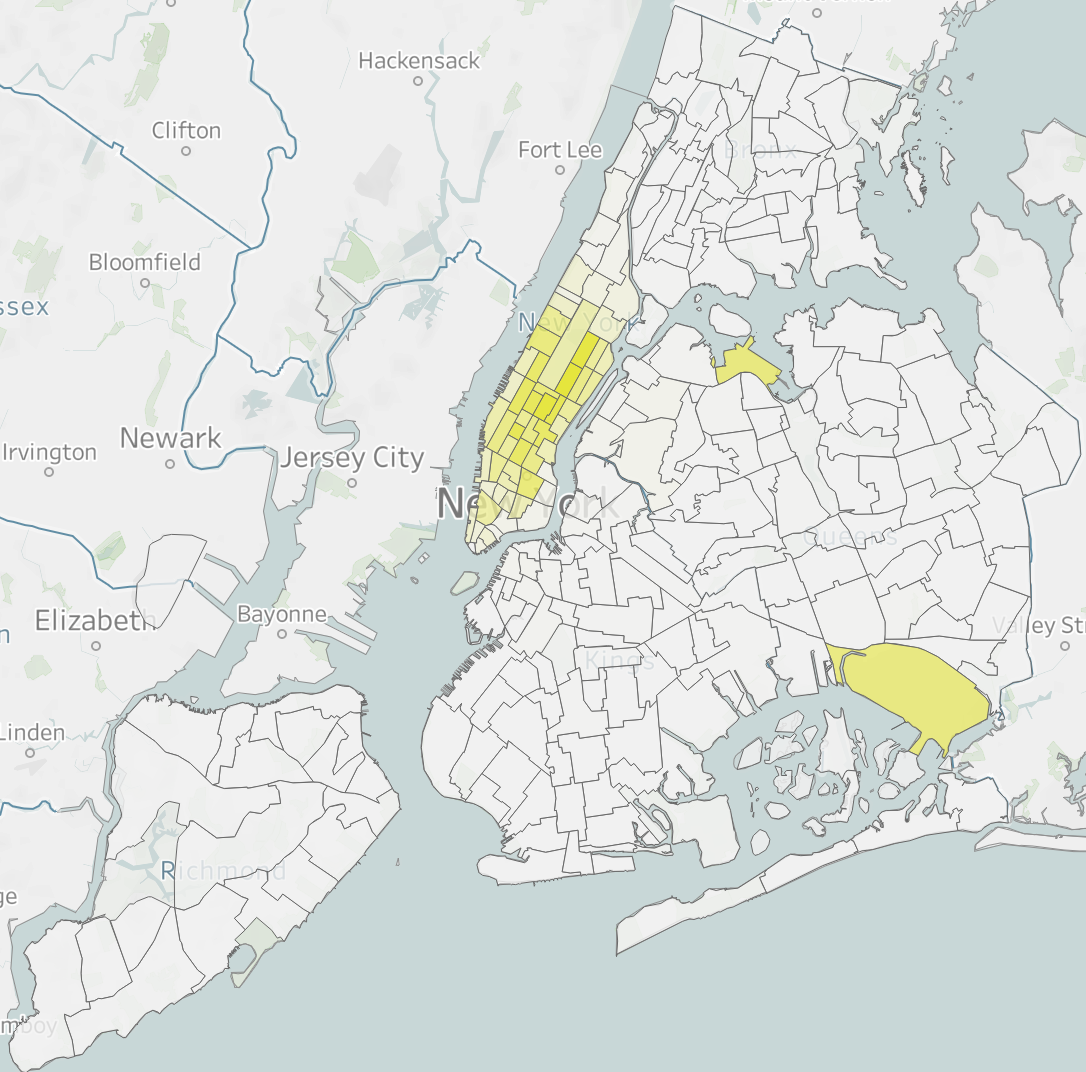 Hackensack
Clifton
Fort Lee
Bronx
Bloomfield
ssex
New York
Newark
Irvington
Jersey City
New York
Queens
Elizabeth
Bayonne
n
Valley Str
Kings
Linden
Richmond
ge
mboy